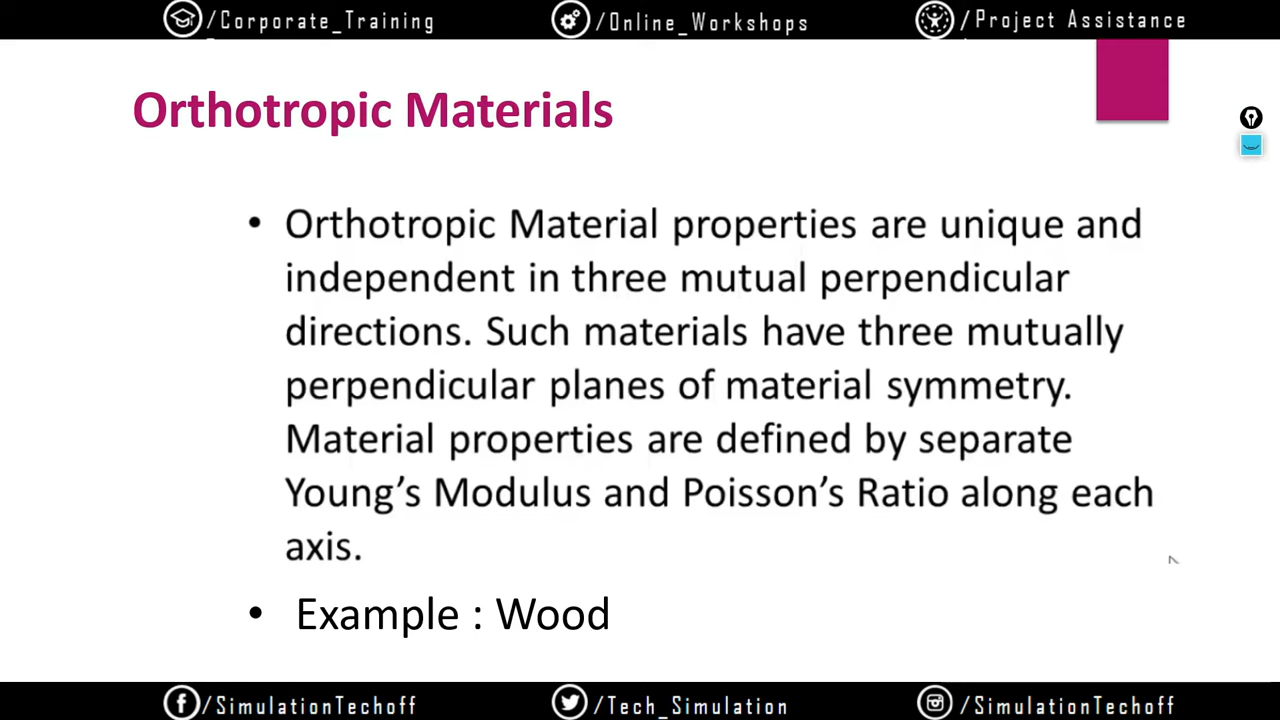 /Corporate_Training /Online_Workshops /Project Assistance
Orthotropic Materials
• Orthotropic Material properties are unique and
independent in three mutual perpendicular
directions. Such materials have three mutually
perpendicular planes of material symmetry.
Material properties are defined by separate
Young’s Modulus and Poisson’s Ratio along each
axis.
• Example : Wood
/SimulationTechoff /Tech_Simulation /SimulationTechoff